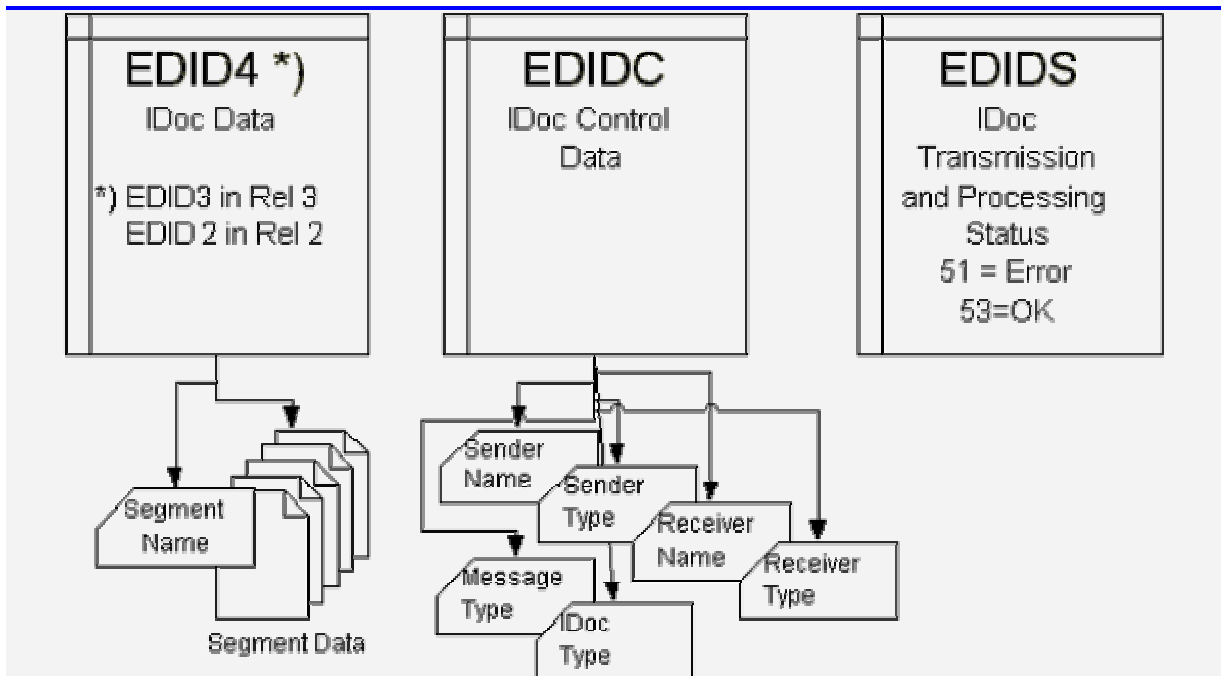 EDID4 *)
IDoc Data
*) EDID3 in Rel 3
EDID 2 in Rel 2
EDIDC
IDoc Control
Data
EDIDS
IDoc
Transmission
and Processing
Status
51 = Error
53=OK
Segment
Name
Segment Data
Sender
Name
Sender
Type
Receiver
Name
Receiver
Type
Message
Type
IDoc
Type